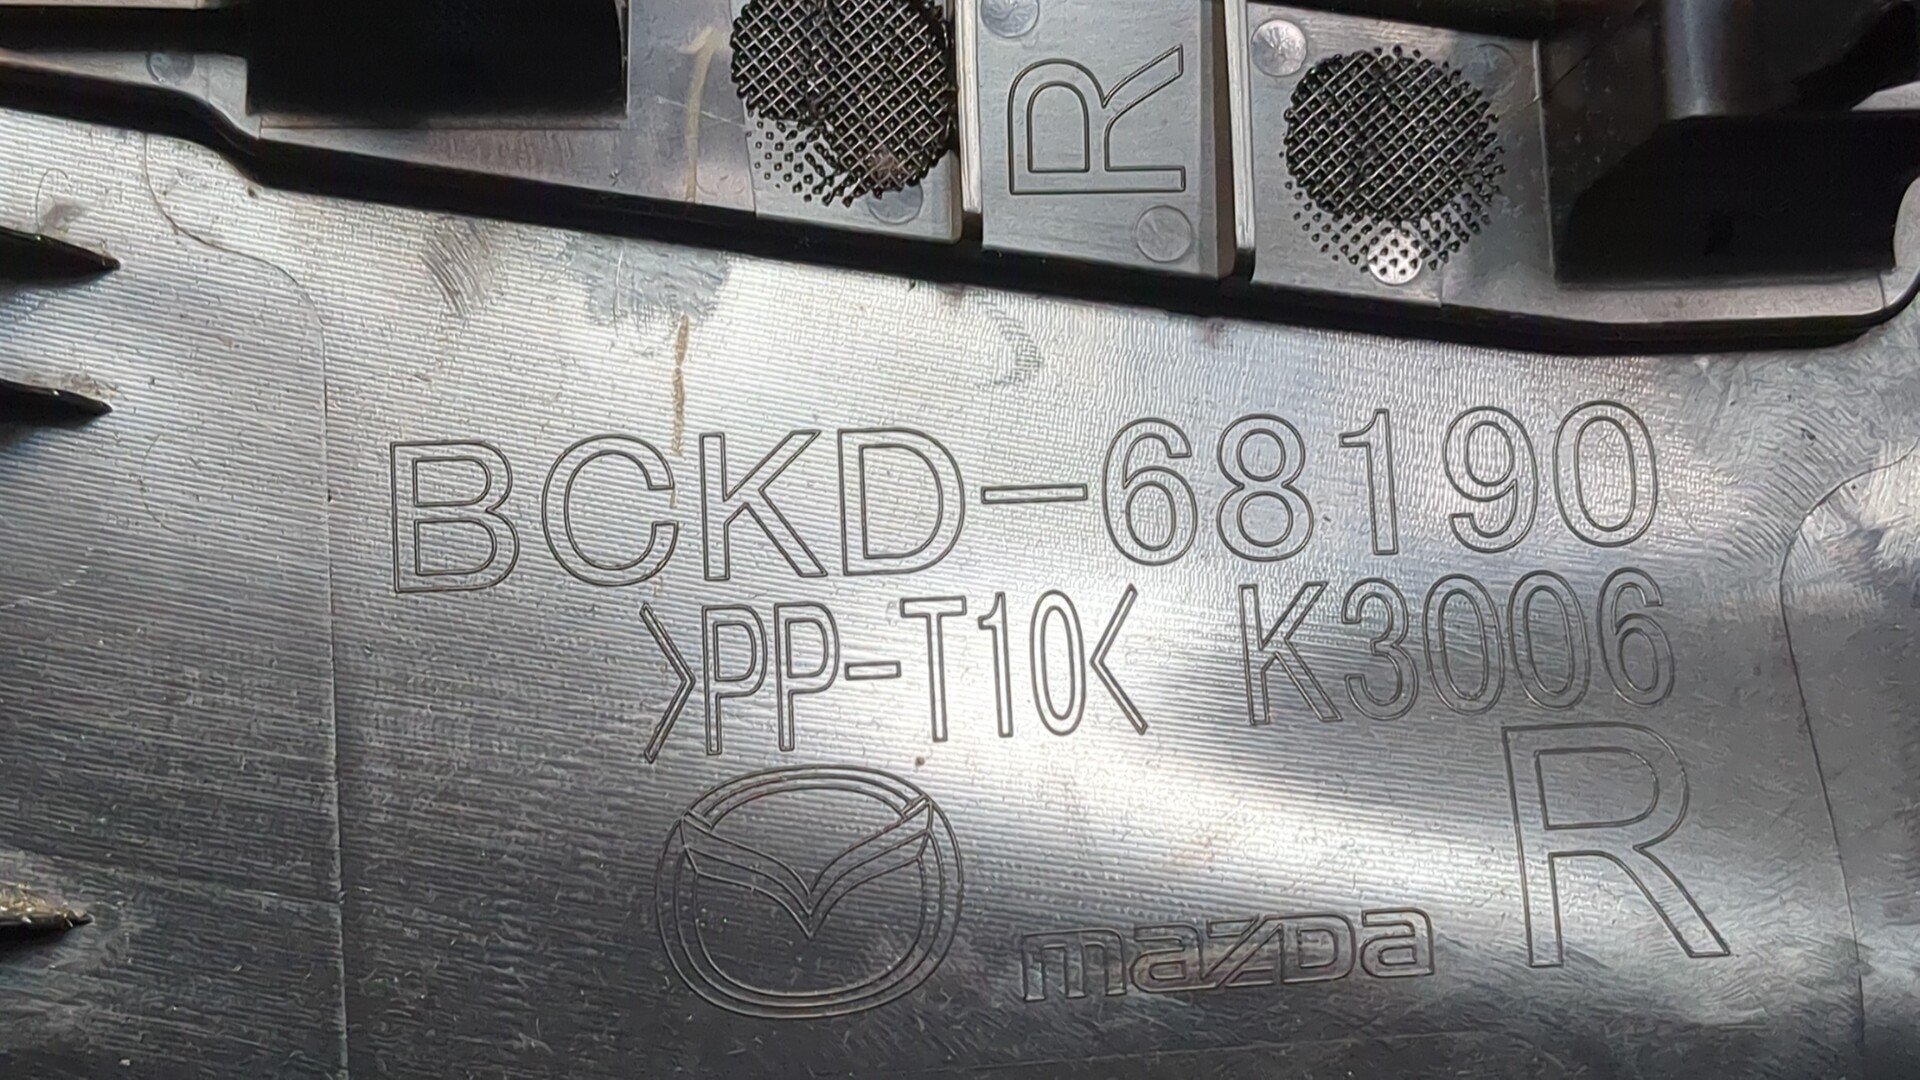 R
BCKD-68190
>PP-T10< K3006
R
mazda